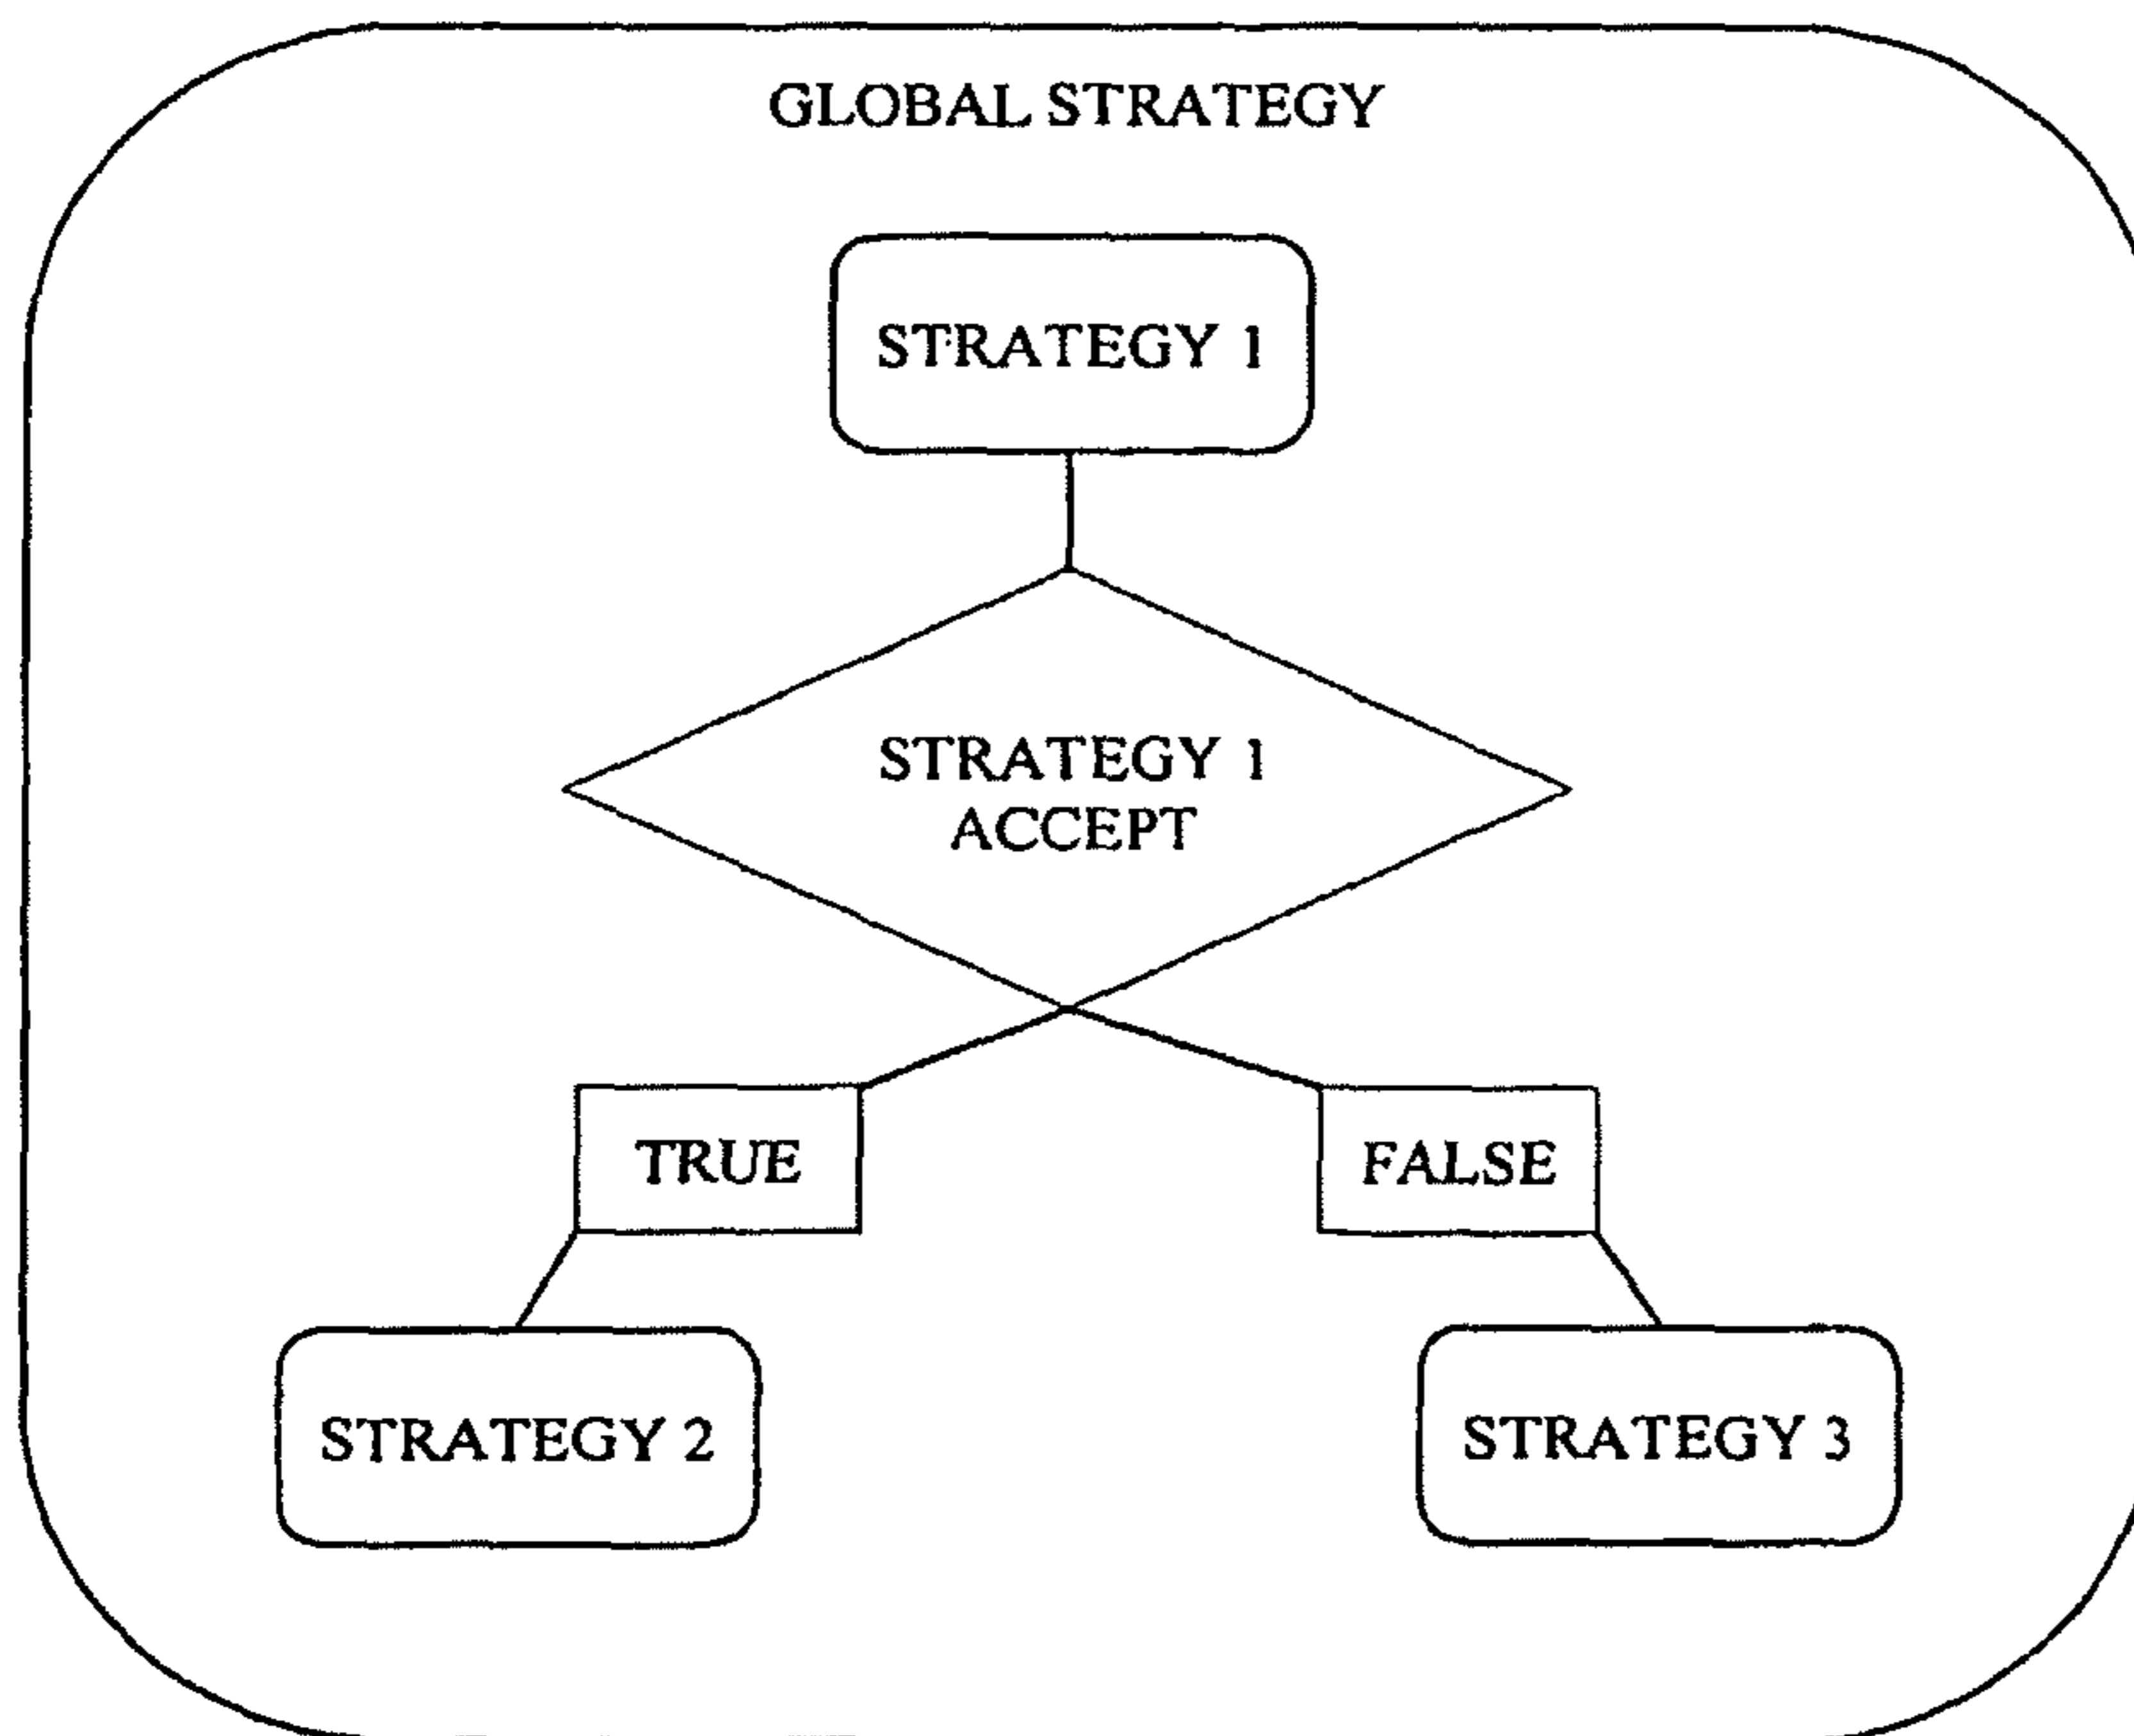 GLOBAL STRATEGY
STRATEGY 1
STRATEGY 1
ACCEPT
TRUE
FALSE
STRATEGY 2
STRATEGY 3